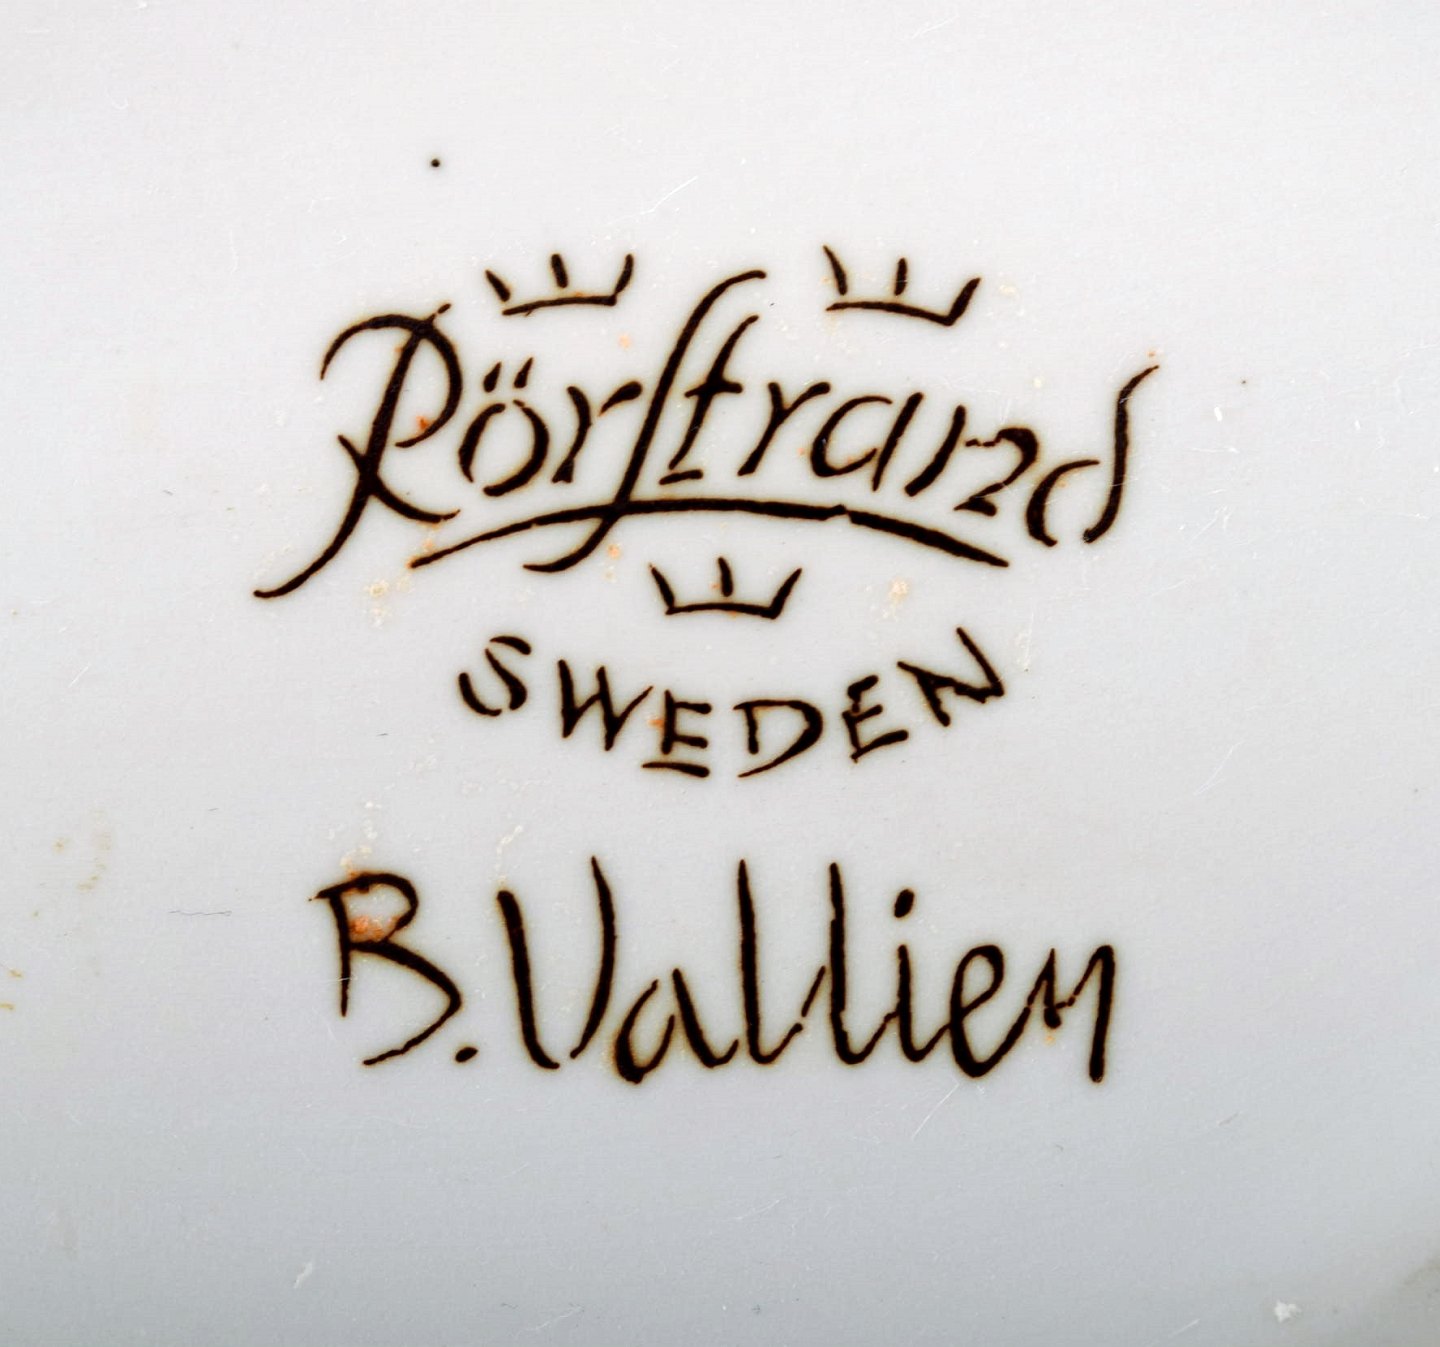 Rörstrand
SWEDEN
B. Vallien